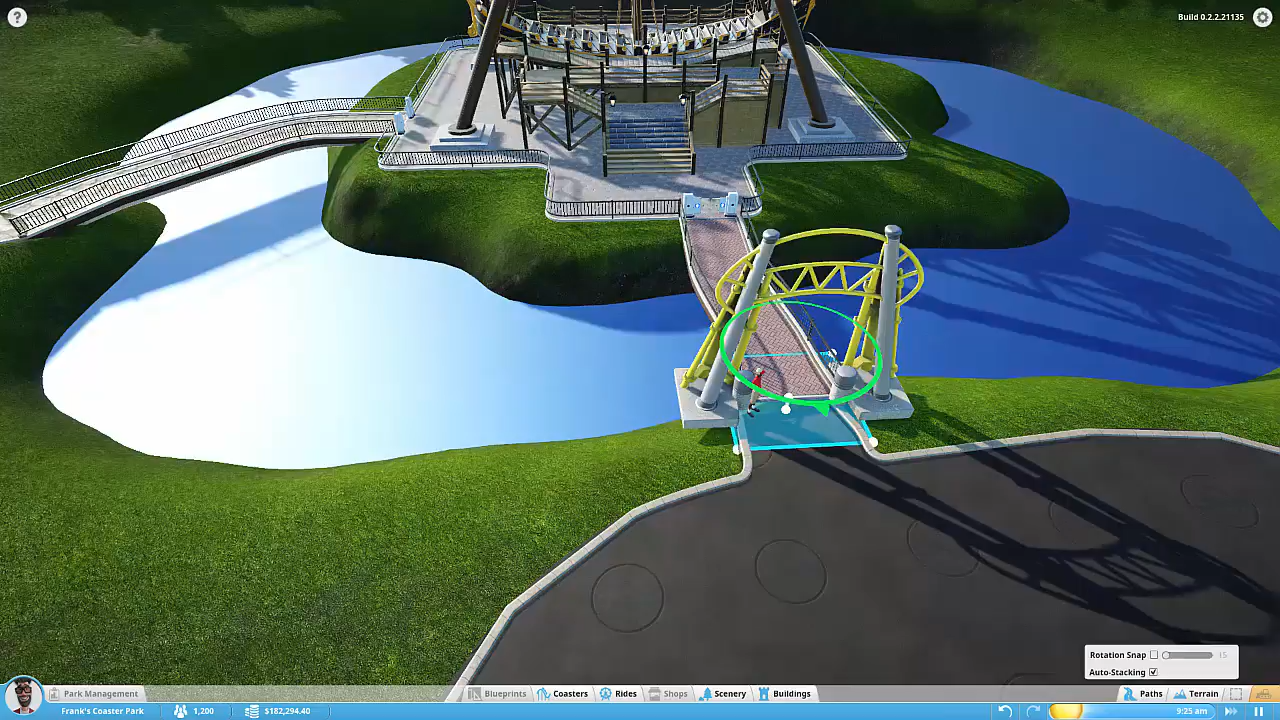 ?
Build 0.2.2.21135
Rotation Snap 15
Auto-Stacking
Park Management
Blueprints Coasters Rides Shops Scenery Buildings
Paths Terrain
Frank's Coaster Park 1,200 $182,294.40
9:25 am